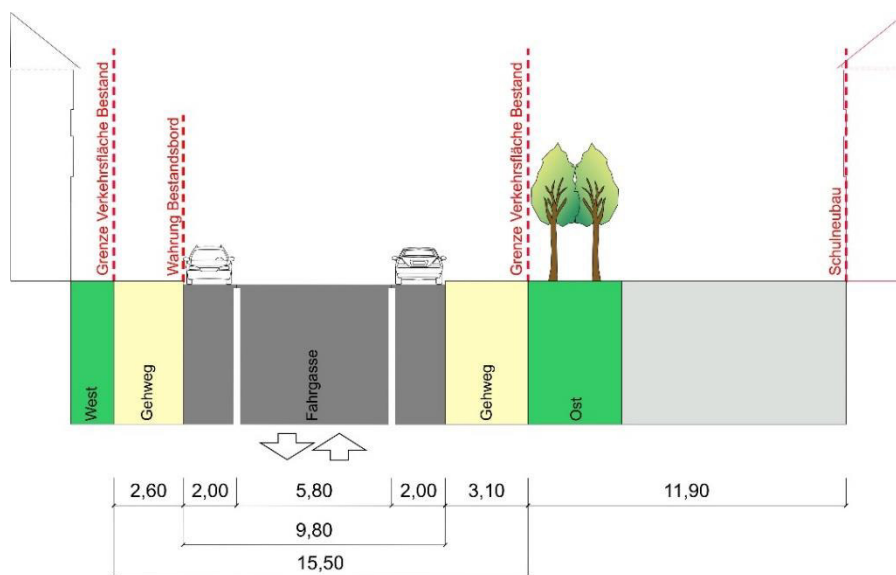 Grenze Verkehrsfläche Bestand
Wahrung Bestandsbord
Grenze Verkehrsfläche Bestand
Schulneubau
West
Gehweg
Fahrgasse
Gehweg
Ost
2,60 2,00 5,80 2,00 3,10 11,90
9,80
15,50